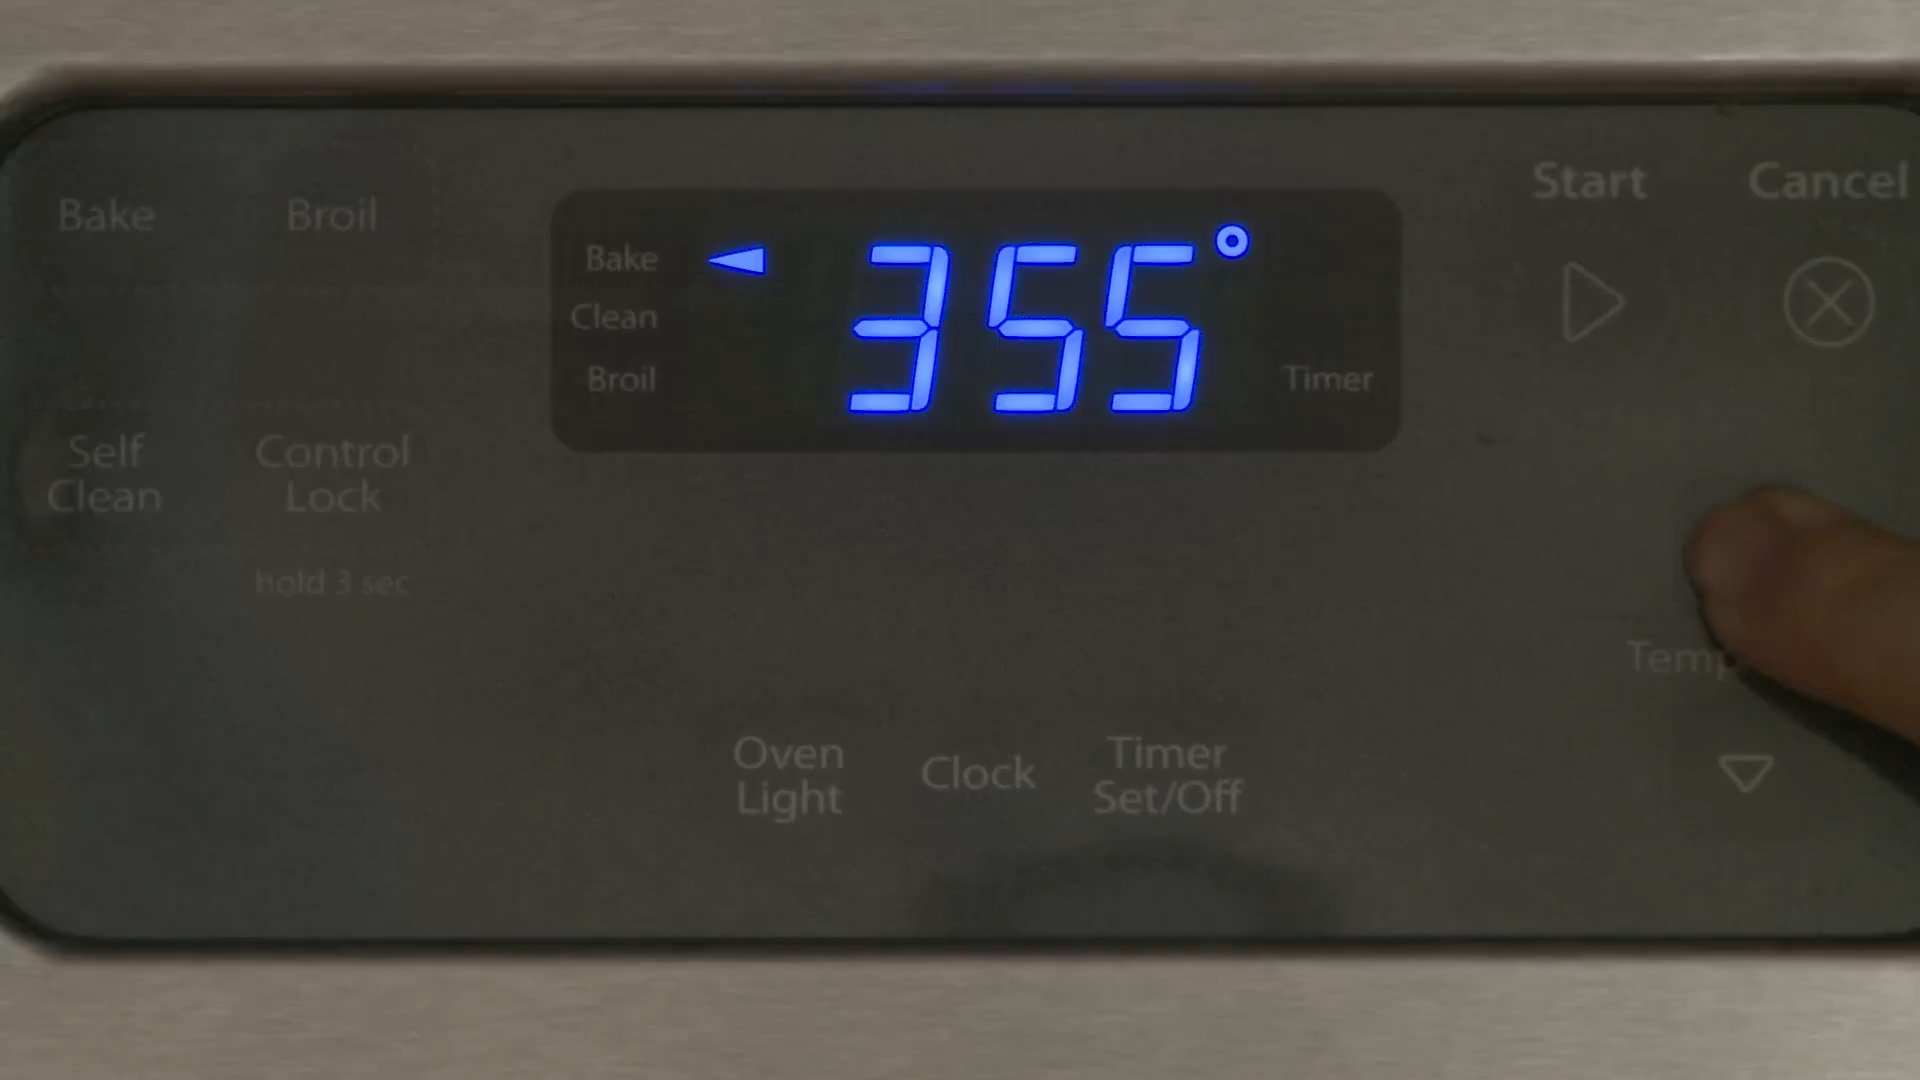 Bake
Broil
Start
Cancel
Bake
355°
Clean
Broil
Timer
Self
Clean
Control
Lock
hold 3 sec
Temp
Oven
Light
Clock
Timer
Set/Off